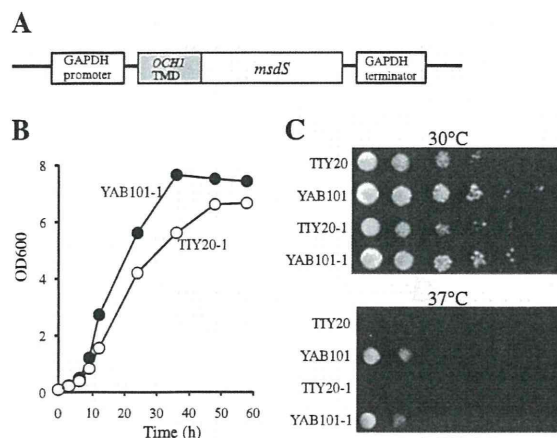 A
GAPDH
promoter
OCH1
TMD
msdS
GAPDH
terminator
B
8
6
4
2
0
OD600
YAB101-1
TIY20-1
0 10 20 30 40 50 60
Time (h)
C
30°C
TIY20
YAB101
TIY20-1
YAB101-1
37°C
TIY20
YAB101
TIY20-1
YAB101-1